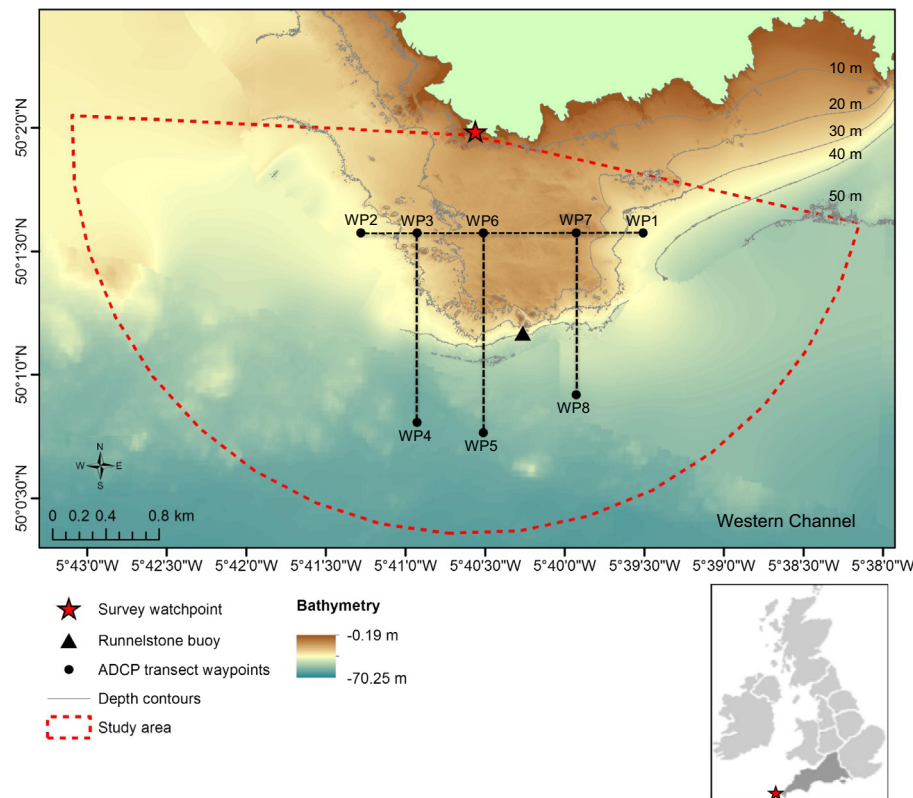 10 m
20 m
30 m
40 m
50 m
WP2 WP3 WP6 WP7 WP1
WP8
WP4 WP5
50°2'0"N
50°1'30"N
50°1'0"N
50°0'30"N
N
W E
S
0 0.2 0.4 0.8 km
Western Channel
5°43'0"W 5°42'30"W 5°42'0"W 5°41'30"W 5°41'0"W 5°40'30"W 5°40'0"W 5°39'30"W 5°38'30"W 5°38'0"W
Survey watchpoint
Runnelstone buoy
ADCP transect waypoints
Depth contours
Study area
Bathymetry
-0.19 m
-70.25 m